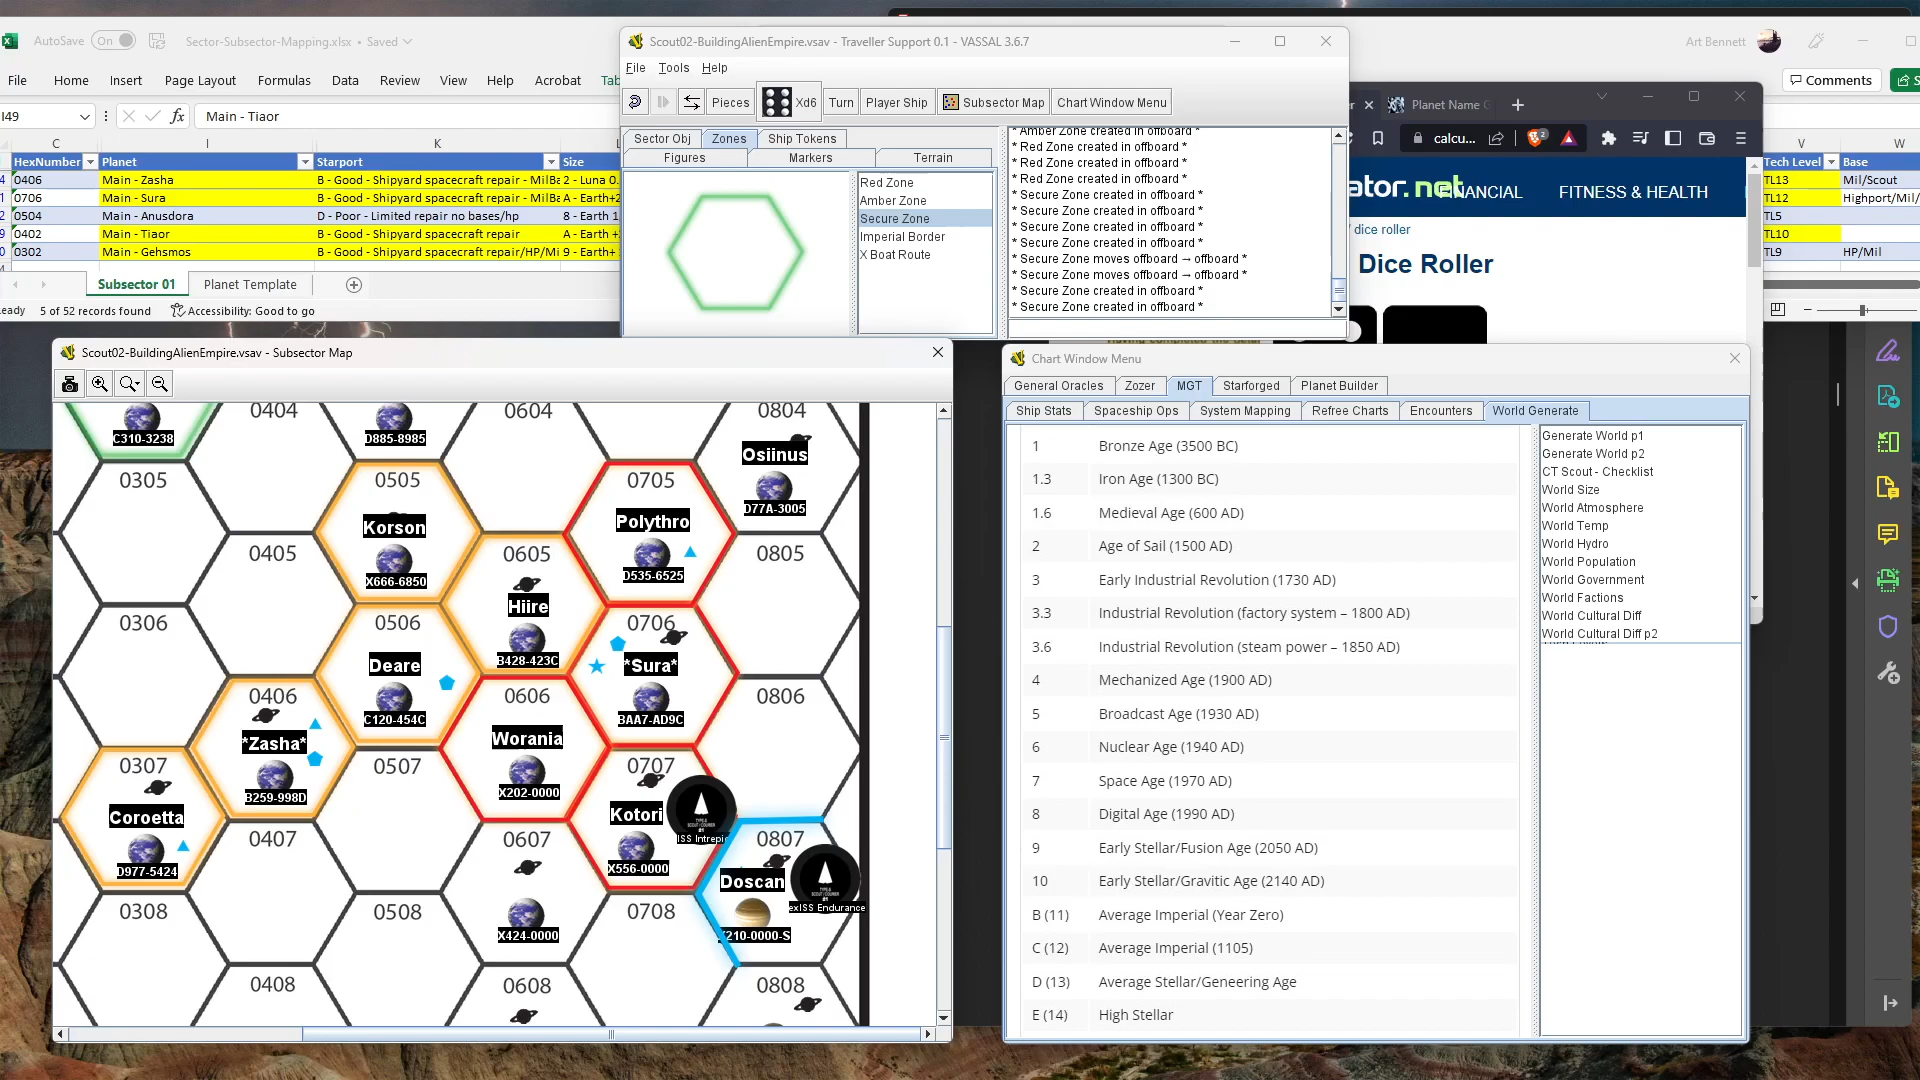 AutoSave On Sector-Subsector-Mapping.xlsx • Saved
Art Bennett
File Home Insert Page Layout Formulas Data Review View Help Acrobat
Comments
I49 fx Main - Tiaor
C I K
HexNumber Planet Starport Size
0406 Main - Zasha B - Good - Shipyard spacecraft repair - MilBa 2 - Luna 0.
0706 Main - Sura B - Good - Shipyard spacecraft repair - MilBa A - Earth+2
0504 Main - Anusdora D - Poor - Limited repair no bases/hp 8 - Earth 1
0402 Main - Tiaor B - Good - Shipyard spacecraft repair A - Earth +2
0302 Main - Gehsmos B - Good - Shipyard spacecraft repair/HP/Mi 9 - Earth+
Subsector 01 Planet Template
eady 5 of 52 records found Accessibility: Good to go
V W
Tech Level Base
TL13 Mil/Scout
TL12 Highport/Mil/
TL5
TL10
TL9 HP/Mil
Scout02-BuildingAlienEmpire.vsav - Traveller Support 0.1 - VASSAL 3.6.7
File Tools Help
Pieces Xd6 Turn Player Ship Subsector Map Chart Window Menu
Sector Obj Zones Ship Tokens
Figures Markers Terrain
Red Zone
Amber Zone
Secure Zone
Imperial Border
X Boat Route
* Amber Zone created in offboard *
* Red Zone created in offboard *
* Red Zone created in offboard *
* Red Zone created in offboard *
* Secure Zone created in offboard *
* Secure Zone created in offboard *
* Secure Zone created in offboard *
* Secure Zone created in offboard *
* Secure Zone moves offboard → offboard *
* Secure Zone moves offboard → offboard *
* Secure Zone created in offboard *
* Secure Zone created in offboard *
Planet Name G
calcu...
2
ator.net FINANCIAL FITNESS & HEALTH
/ dice roller
Dice Roller
Scout02-BuildingAlienEmpire.vsav - Subsector Map
C310-3238
0404
D885-8985
0604
0804
Osiinus
D77A-3005
0305
0505
Korson
X666-6850
0705
Polythro
D535-6525
0405
0605
Hiire
B428-423C
0805
0306
0506
Deare
C120-454C
0706
*Sura*
BAA7-AD9C
0406
*Zasha*
B259-998D
0606
Worania
X202-0000
0806
0307
Coroetta
D977-5424
0507
0707
Kotori
X556-0000
ISS Intrepi
0407
0607
X424-0000
0807
Doscan
210-0000-S
exISS Endurance
0308
0508
0708
0408
0608
0808
Chart Window Menu
General Oracles Zozer MGT Starforged Planet Builder
Ship Stats Spaceship Ops System Mapping Refree Charts Encounters World Generate
1 Bronze Age (3500 BC)
1.3 Iron Age (1300 BC)
1.6 Medieval Age (600 AD)
2 Age of Sail (1500 AD)
3 Early Industrial Revolution (1730 AD)
3.3 Industrial Revolution (factory system – 1800 AD)
3.6 Industrial Revolution (steam power – 1850 AD)
4 Mechanized Age (1900 AD)
5 Broadcast Age (1930 AD)
6 Nuclear Age (1940 AD)
7 Space Age (1970 AD)
8 Digital Age (1990 AD)
9 Early Stellar/Fusion Age (2050 AD)
10 Early Stellar/Gravitic Age (2140 AD)
B (11) Average Imperial (Year Zero)
C (12) Average Imperial (1105)
D (13) Average Stellar/Geneering Age
E (14) High Stellar
Generate World p1
Generate World p2
CT Scout - Checklist
World Size
World Atmosphere
World Temp
World Hydro
World Population
World Government
World Factions
World Cultural Diff
World Cultural Diff p2